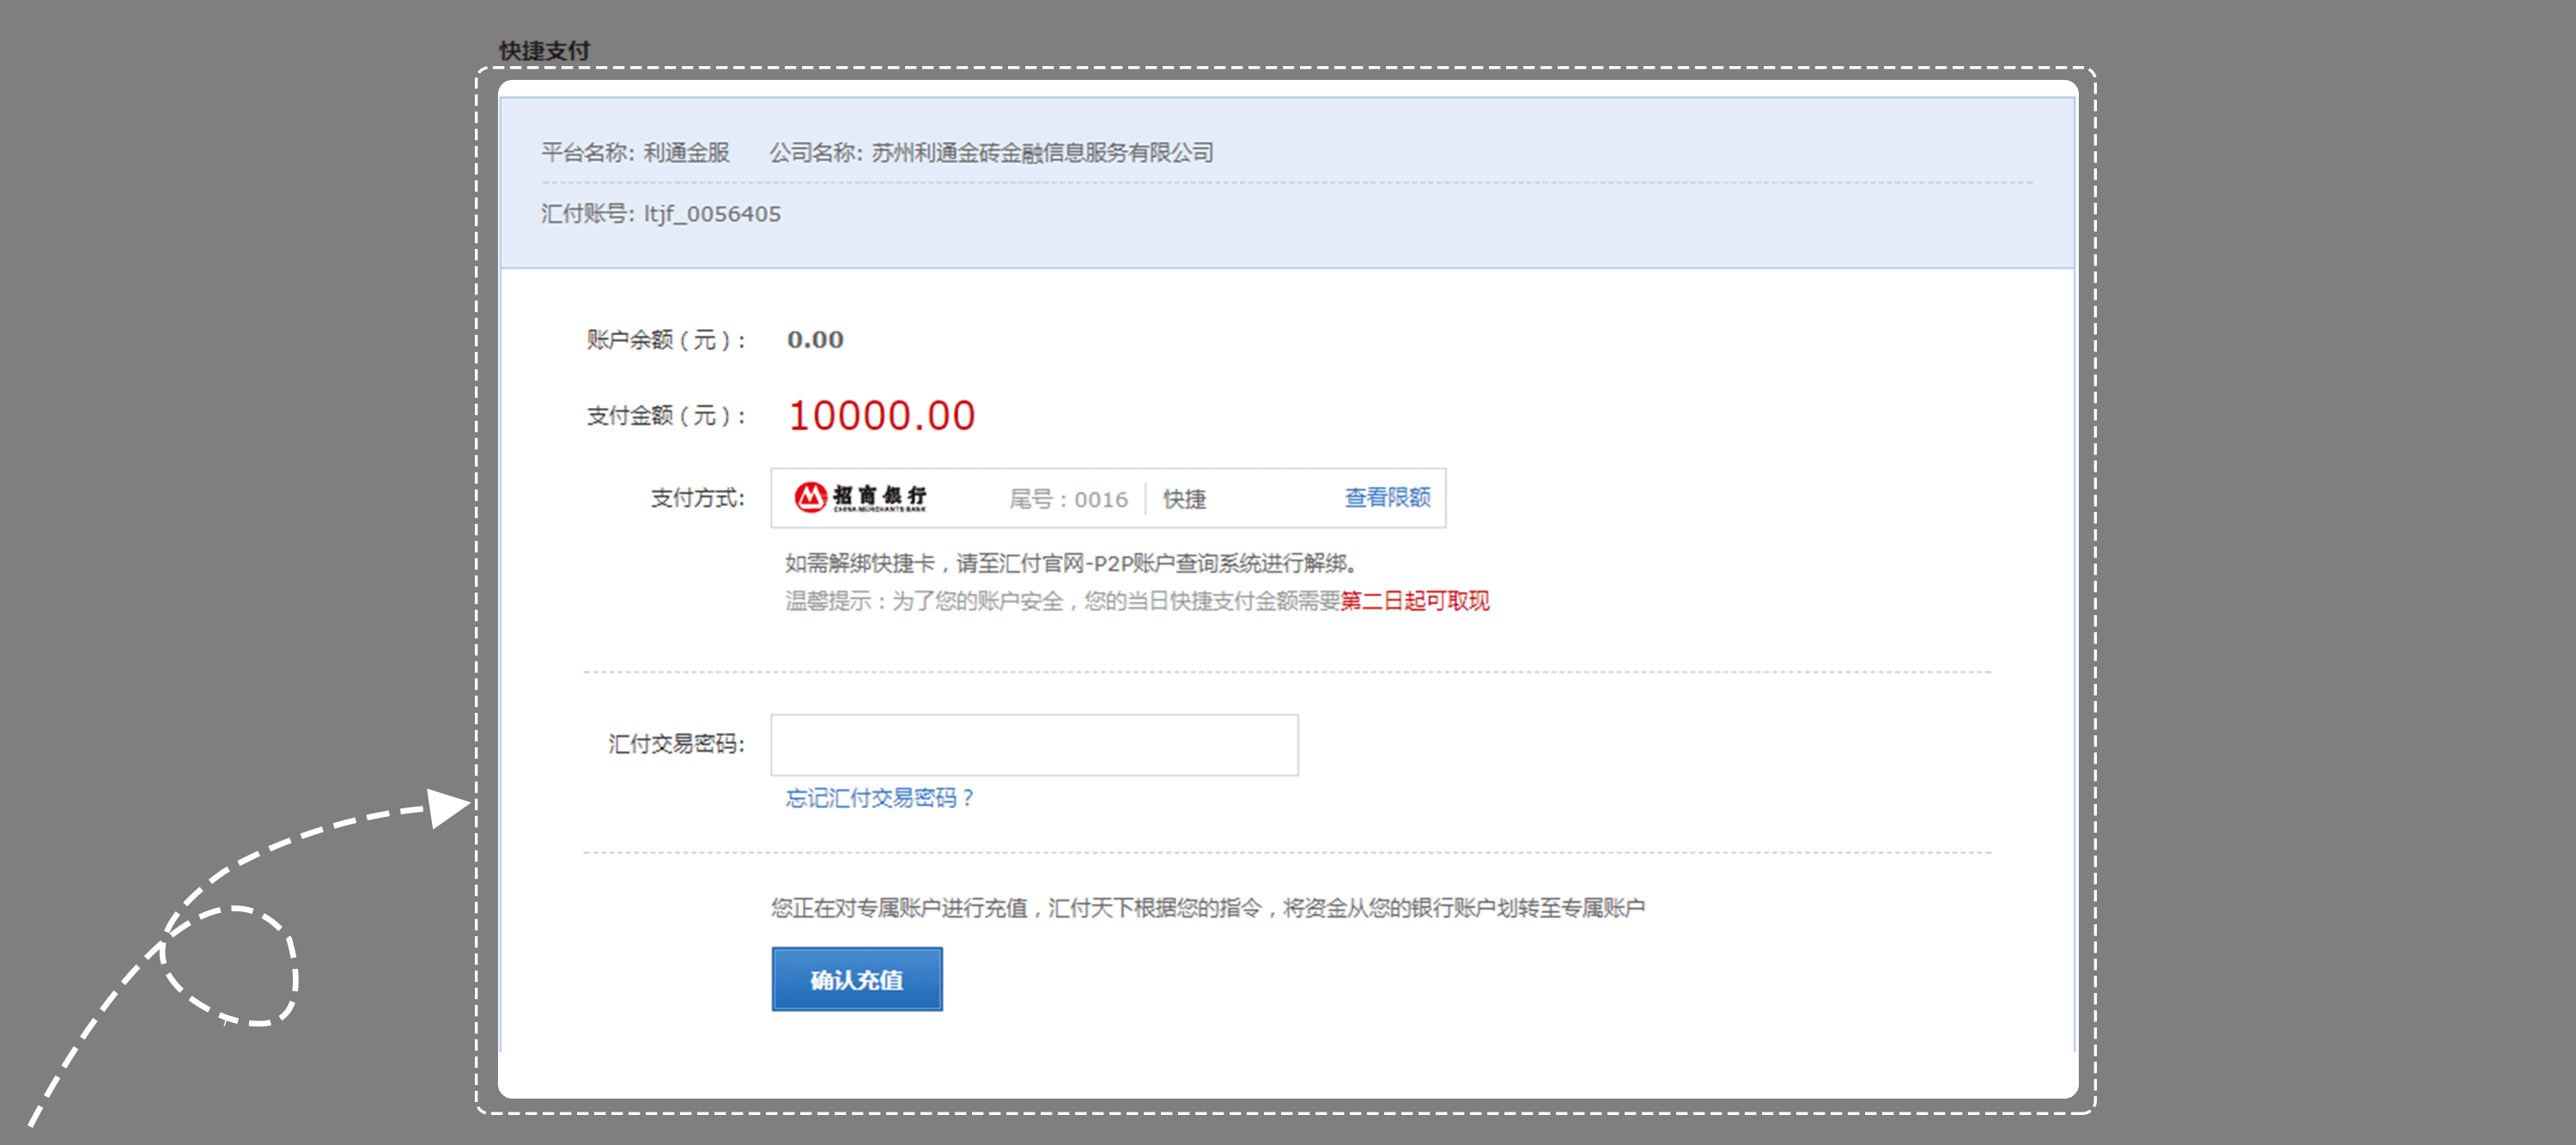 快捷支付
平台名称: 利通金服 公司名称: 苏州利通金砖金融信息服务有限公司
汇付账号: ltjf_0056405
账户余额（元）: 0.00
支付金额（元）: 10000.00
支付方式: 招商银行 尾号：0016 快捷 查看限额
CHINA MERCHANTS BANK
如需解绑快捷卡，请至汇付官网-P2P账户查询系统进行解绑。
温馨提示：为了您的账户安全，您的当日快捷支付金额需要第二日起可取现
汇付交易密码:
忘记汇付交易密码？
您正在对专属账户进行充值，汇付天下根据您的指令，将资金从您的银行账户划转至专属账户
确认充值